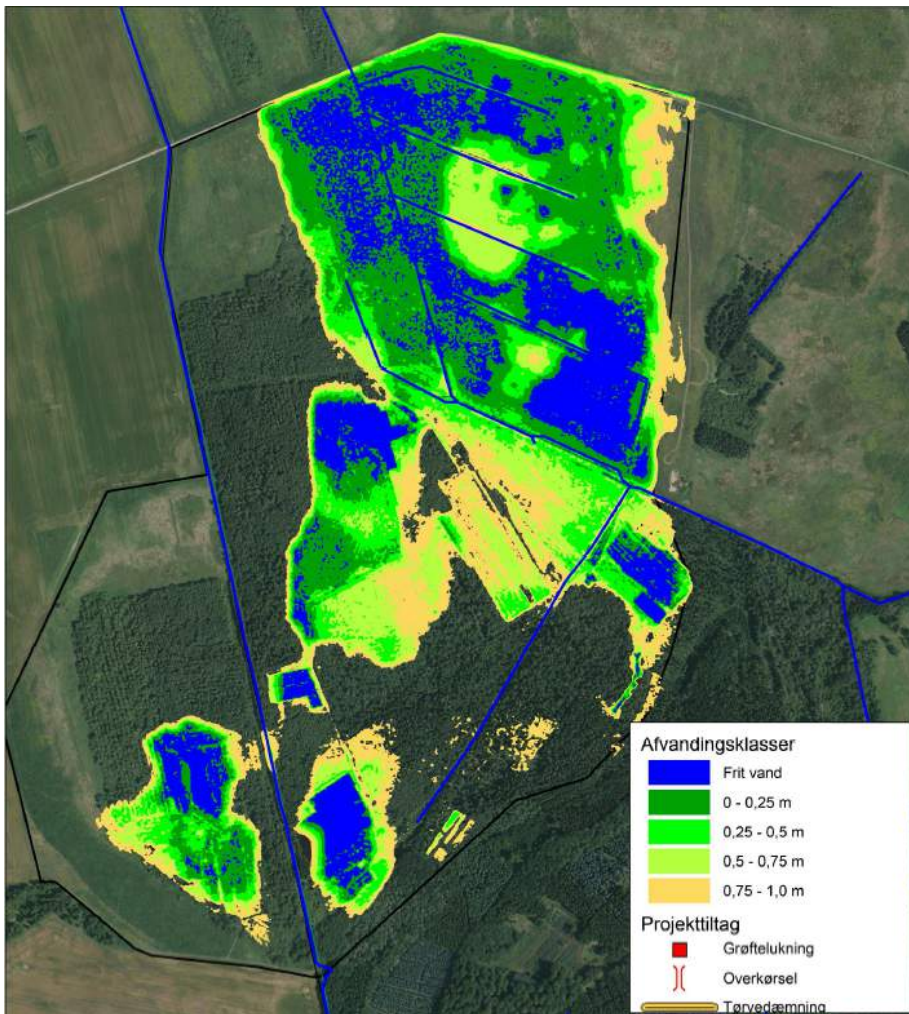 Afvandingsklasser
Frit vand
0 - 0,25 m
0,25 - 0,5 m
0,5 - 0,75 m
0,75 - 1,0 m
Projekttiltag
Grøftelukning
Overkørsel
Tørvedæmning